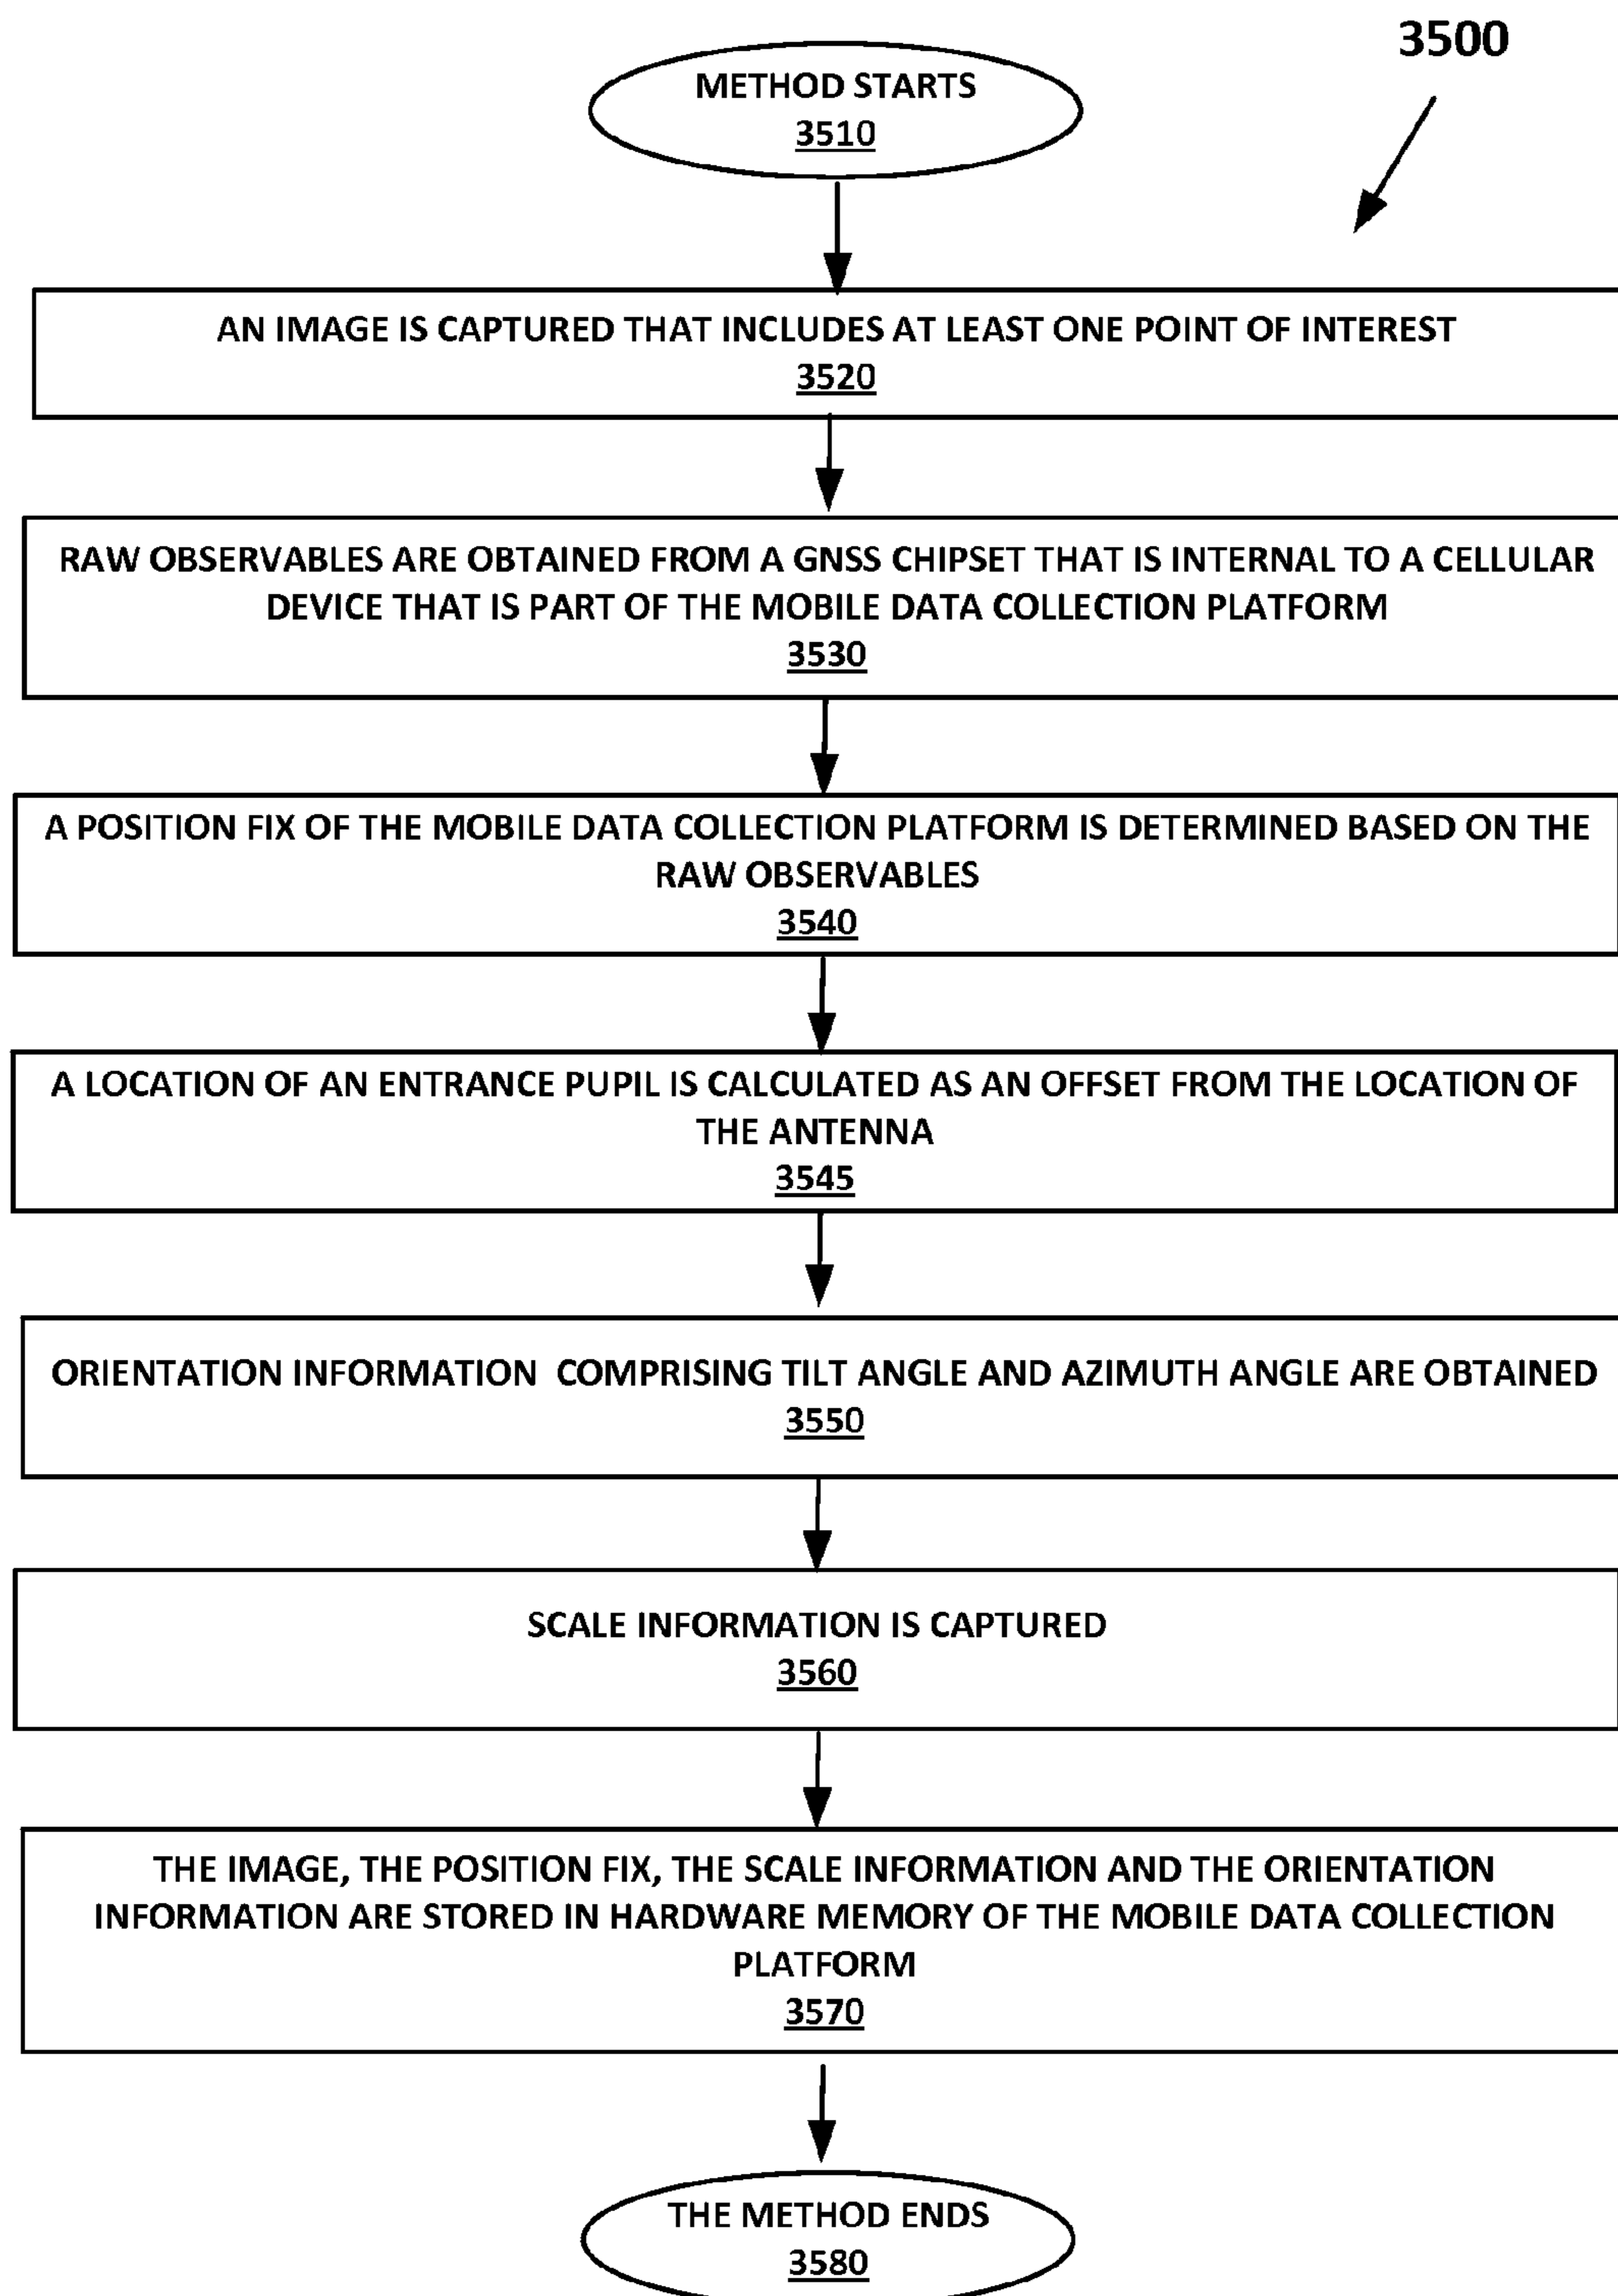 3500
METHOD STARTS
3510
AN IMAGE IS CAPTURED THAT INCLUDES AT LEAST ONE POINT OF INTEREST
3520
RAW OBSERVABLES ARE OBTAINED FROM A GNSS CHIPSET THAT IS INTERNAL TO A CELLULAR
DEVICE THAT IS PART OF THE MOBILE DATA COLLECTION PLATFORM
3530
A POSITION FIX OF THE MOBILE DATA COLLECTION PLATFORM IS DETERMINED BASED ON THE
RAW OBSERVABLES
3540
A LOCATION OF AN ENTRANCE PUPIL IS CALCULATED AS AN OFFSET FROM THE LOCATION OF
THE ANTENNA
3545
ORIENTATION INFORMATION COMPRISING TILT ANGLE AND AZIMUTH ANGLE ARE OBTAINED
3550
SCALE INFORMATION IS CAPTURED
3560
THE IMAGE, THE POSITION FIX, THE SCALE INFORMATION AND THE ORIENTATION
INFORMATION ARE STORED IN HARDWARE MEMORY OF THE MOBILE DATA COLLECTION
PLATFORM
3570
THE METHOD ENDS
3580